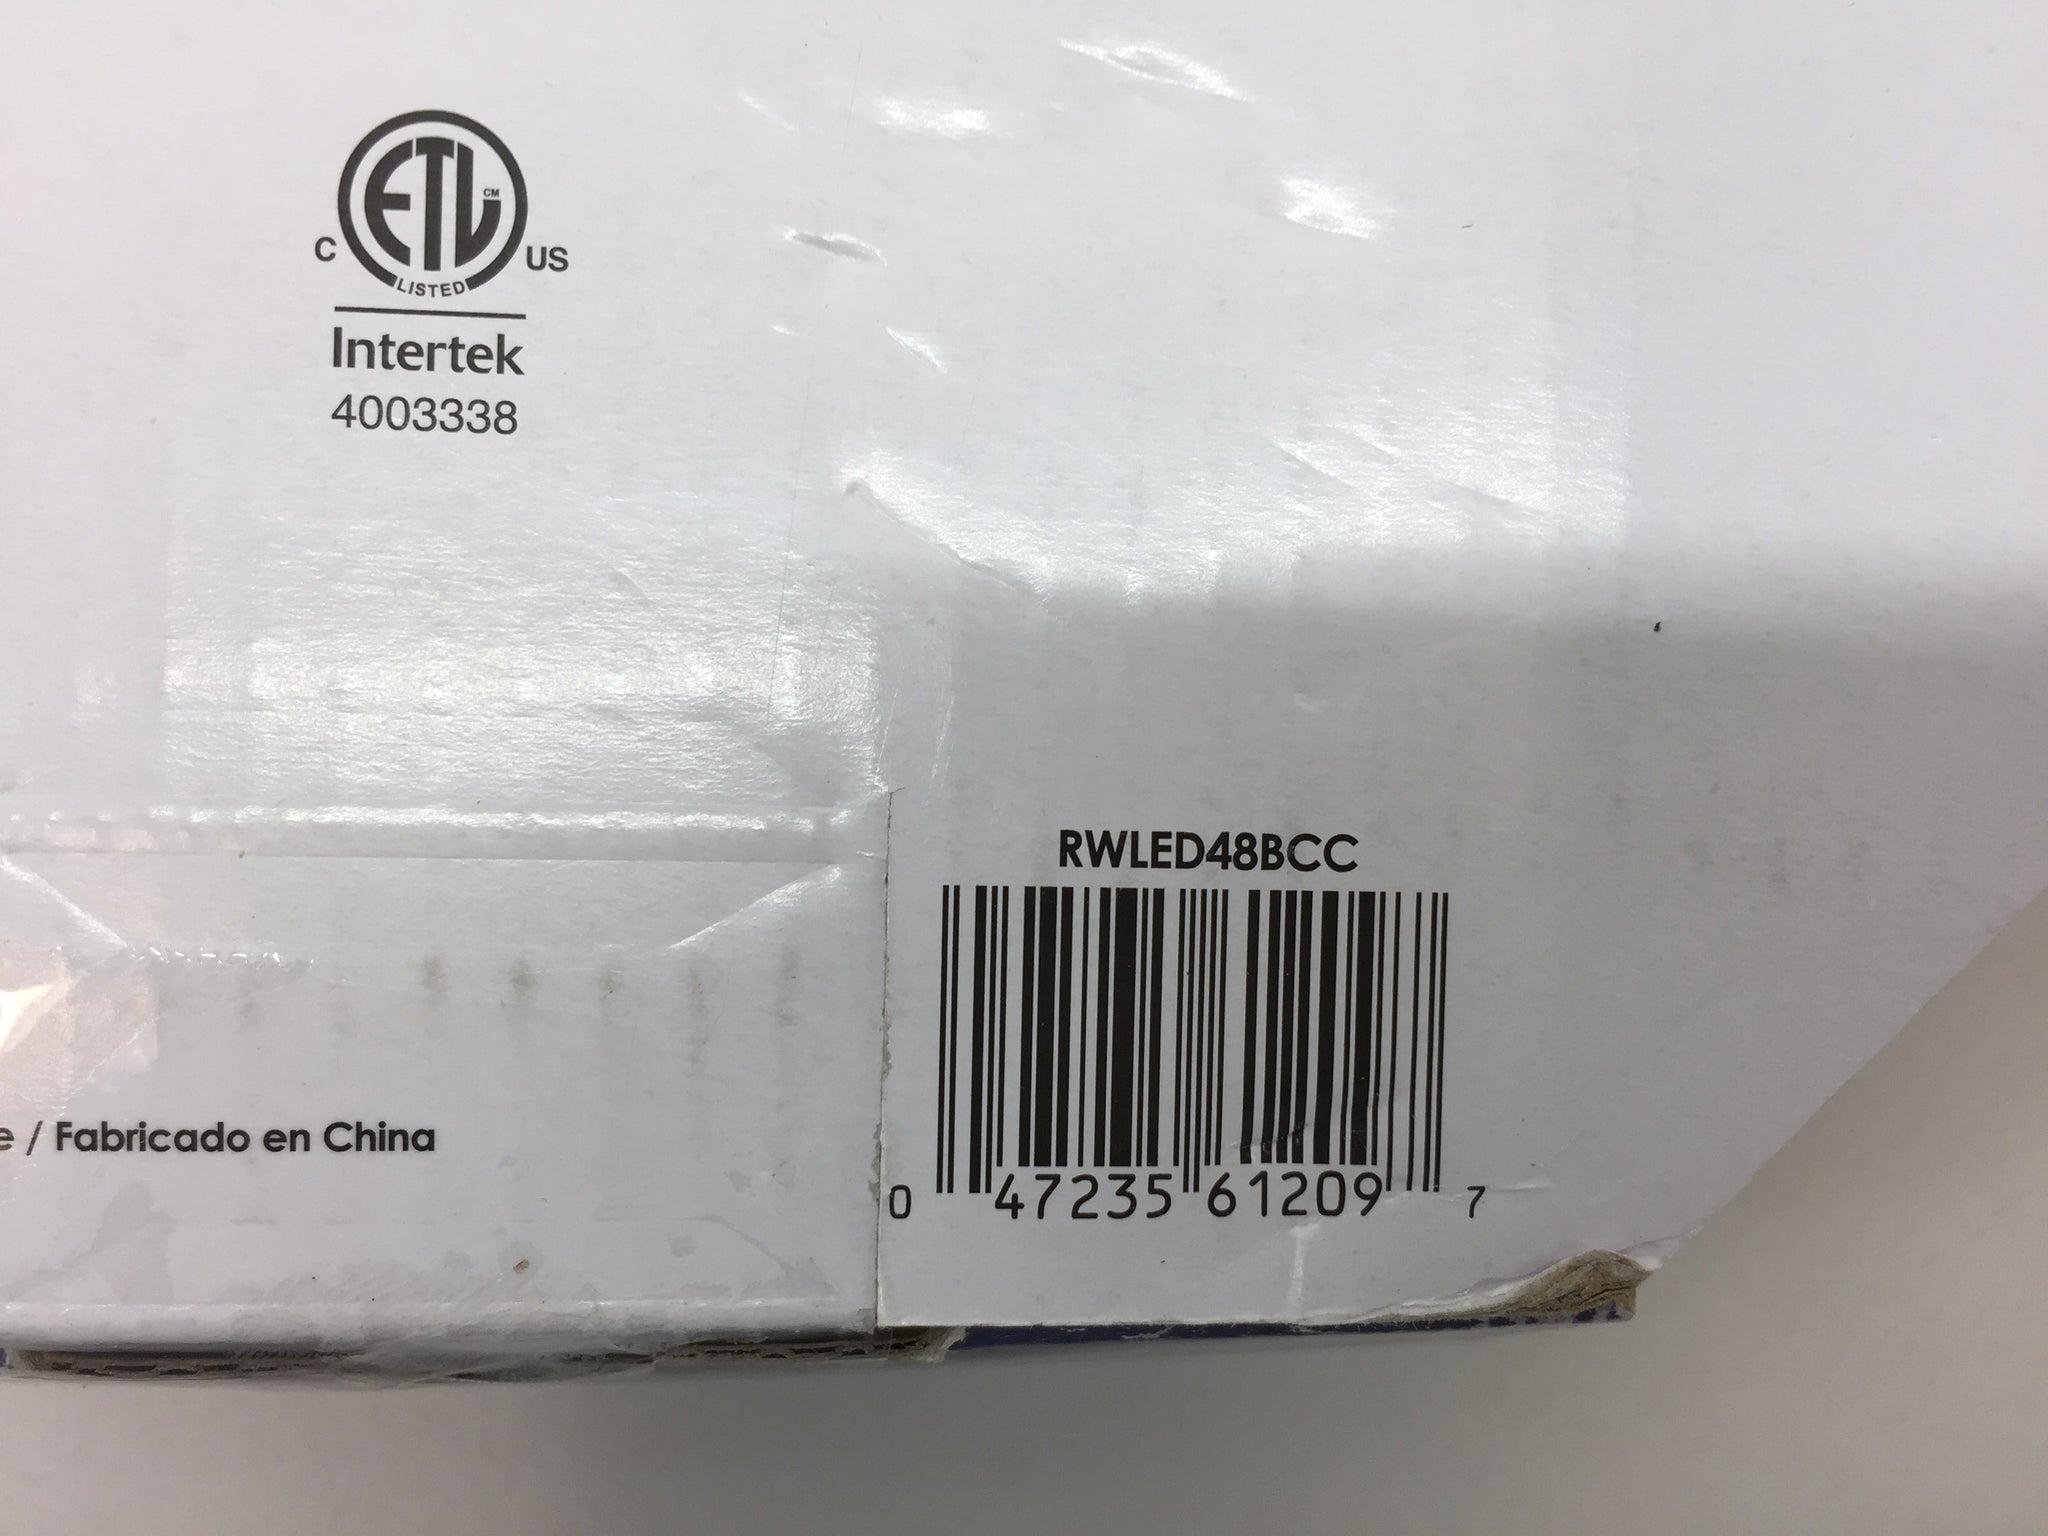 ETL CM
C US
LISTED
Intertek
4003338
RWLED48BCC
e / Fabricado en China
0 47235 61209 7